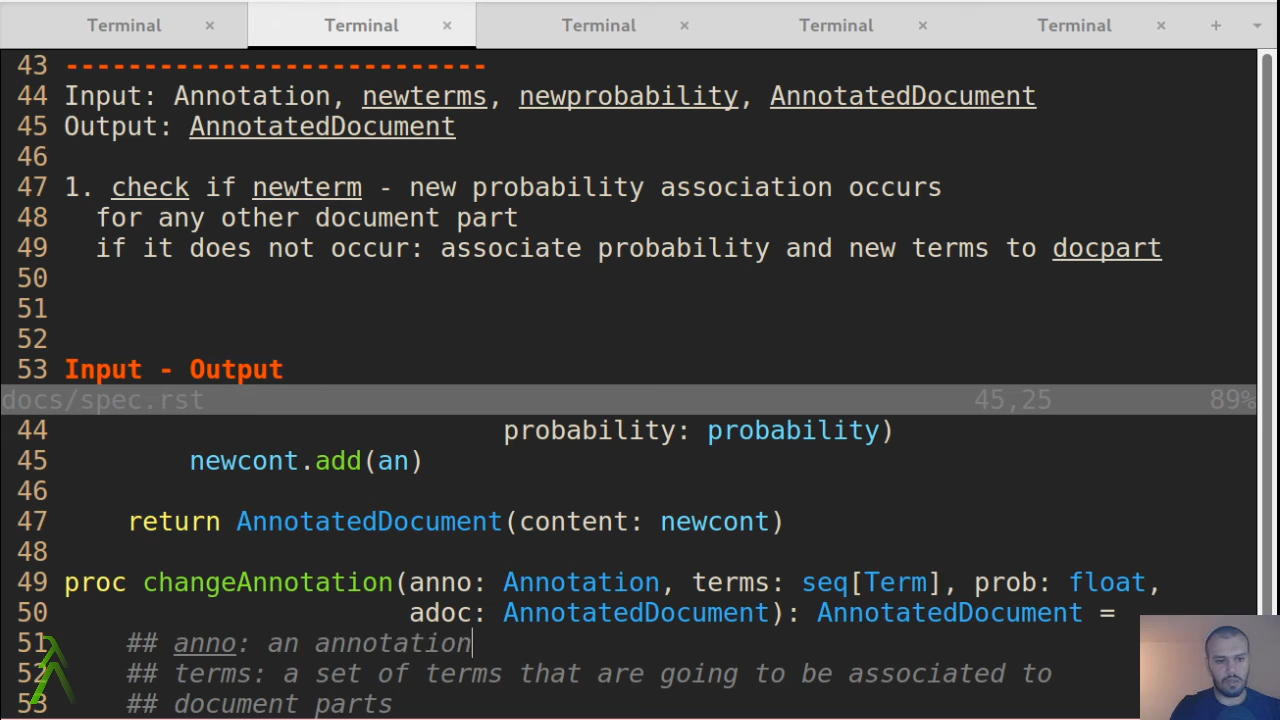 Terminal × Terminal × Terminal × Terminal × Terminal × +
43 ---------------------------
44 Input: Annotation, newterms, newprobability, AnnotatedDocument
45 Output: AnnotatedDocument
46
47 1. check if newterm - new probability association occurs
48 for any other document part
49 if it does not occur: associate probability and new terms to docpart
50
51
52
53 Input - Output
docs/spec.rst 45,25 89%
44 probability: probability)
45 newcont.add(an)
46
47 return AnnotatedDocument(content: newcont)
48
49 proc changeAnnotation(anno: Annotation, terms: seq[Term], prob: float,
50 adoc: AnnotatedDocument): AnnotatedDocument =
51 ## anno: an annotation
52 ## terms: a set of terms that are going to be associated to
53 ## document parts